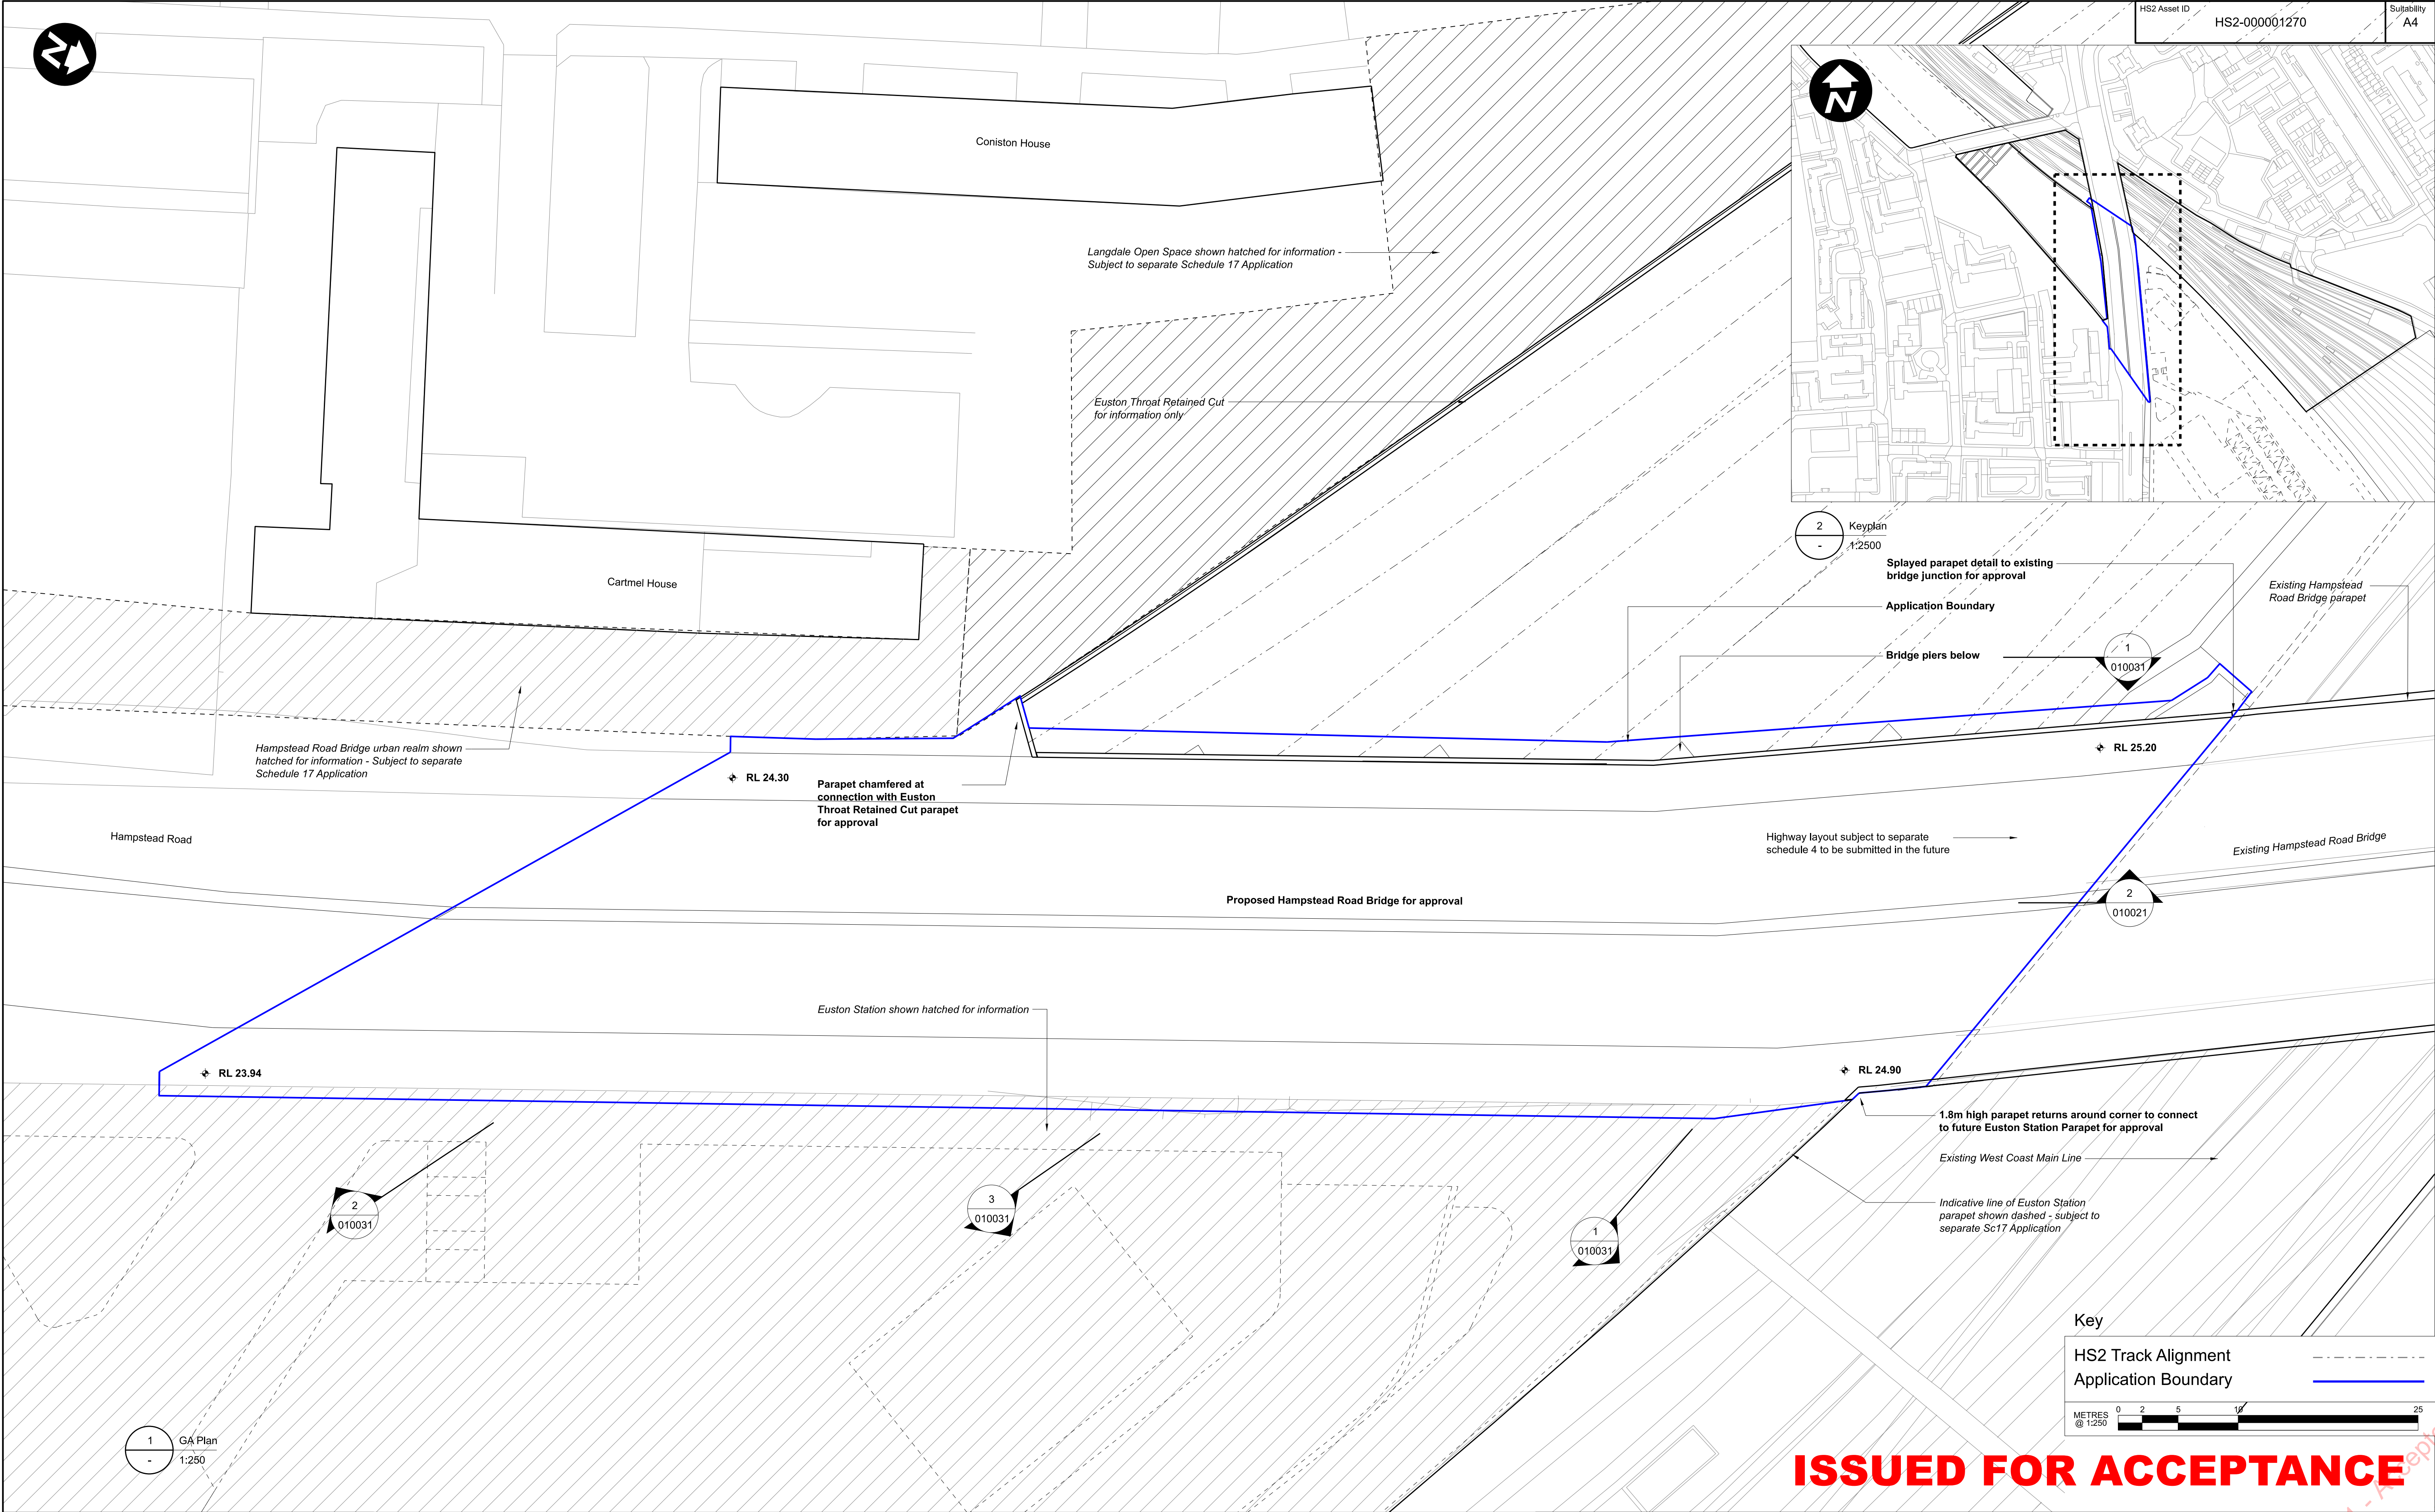 HS2 Asset ID
HS2-000001270
Suitability
A4
N
N
Coniston House
Langdale Open Space shown hatched for information -
Subject to separate Schedule 17 Application
Euston Throat Retained Cut
for information only
2
-
Keyplan
1:2500
Splayed parapet detail to existing
bridge junction for approval
Existing Hampstead
Road Bridge parapet
Application Boundary
Cartmel House
Bridge piers below
1
010031
Hampstead Road Bridge urban realm shown
hatched for information - Subject to separate
Schedule 17 Application
RL 24.30
RL 25.20
Parapet chamfered at
connection with Euston
Throat Retained Cut parapet
for approval
Hampstead Road
Highway layout subject to separate
schedule 4 to be submitted in the future
Existing Hampstead Road Bridge
Proposed Hampstead Road Bridge for approval
2
010021
Euston Station shown hatched for information
RL 23.94
RL 24.90
1.8m high parapet returns around corner to connect
to future Euston Station Parapet for approval
Existing West Coast Main Line
Indicative line of Euston Station
parapet shown dashed - subject to
separate Sc17 Application
2
010031
3
010031
1
010031
Key
HS2 Track Alignment
Application Boundary
METRES
@ 1:250
0 2 5 10 25
1
-
GA Plan
1:250
ISSUED FOR ACCEPTANCE